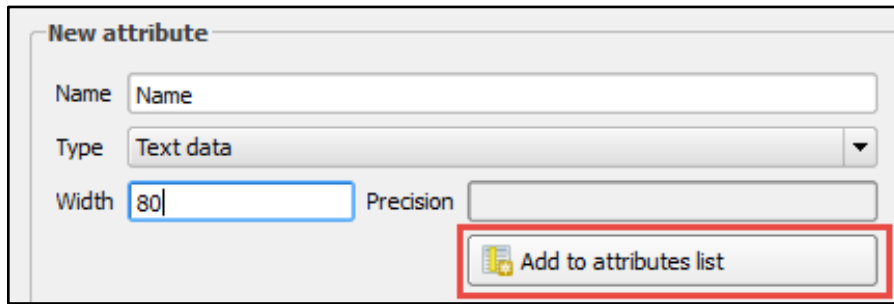 New attribute
Name Name
Type Text data
Width 80 Precision
Add to attributes list